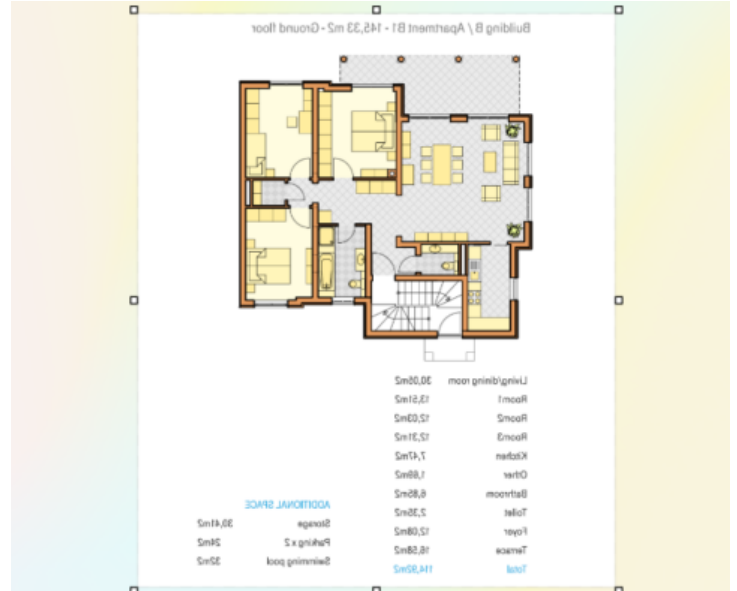 Building B / Apartment B1 - 145,33 m2 - Ground floor
Living/dining room 30,05m2
Room1 13,51m2
Room2 12,03m2
Room3 12,31m2
Kitchen 7,47m2
Other 1,69m2
Bathroom 6,85m2
Toilet 2,35m2
Foyer 12,08m2
Terrace 16,58m2
Total 114,92m2
ADDITIONAL SPACE
Storage 30,41m2
Parking x 2 24m2
Swimming pool 32m2